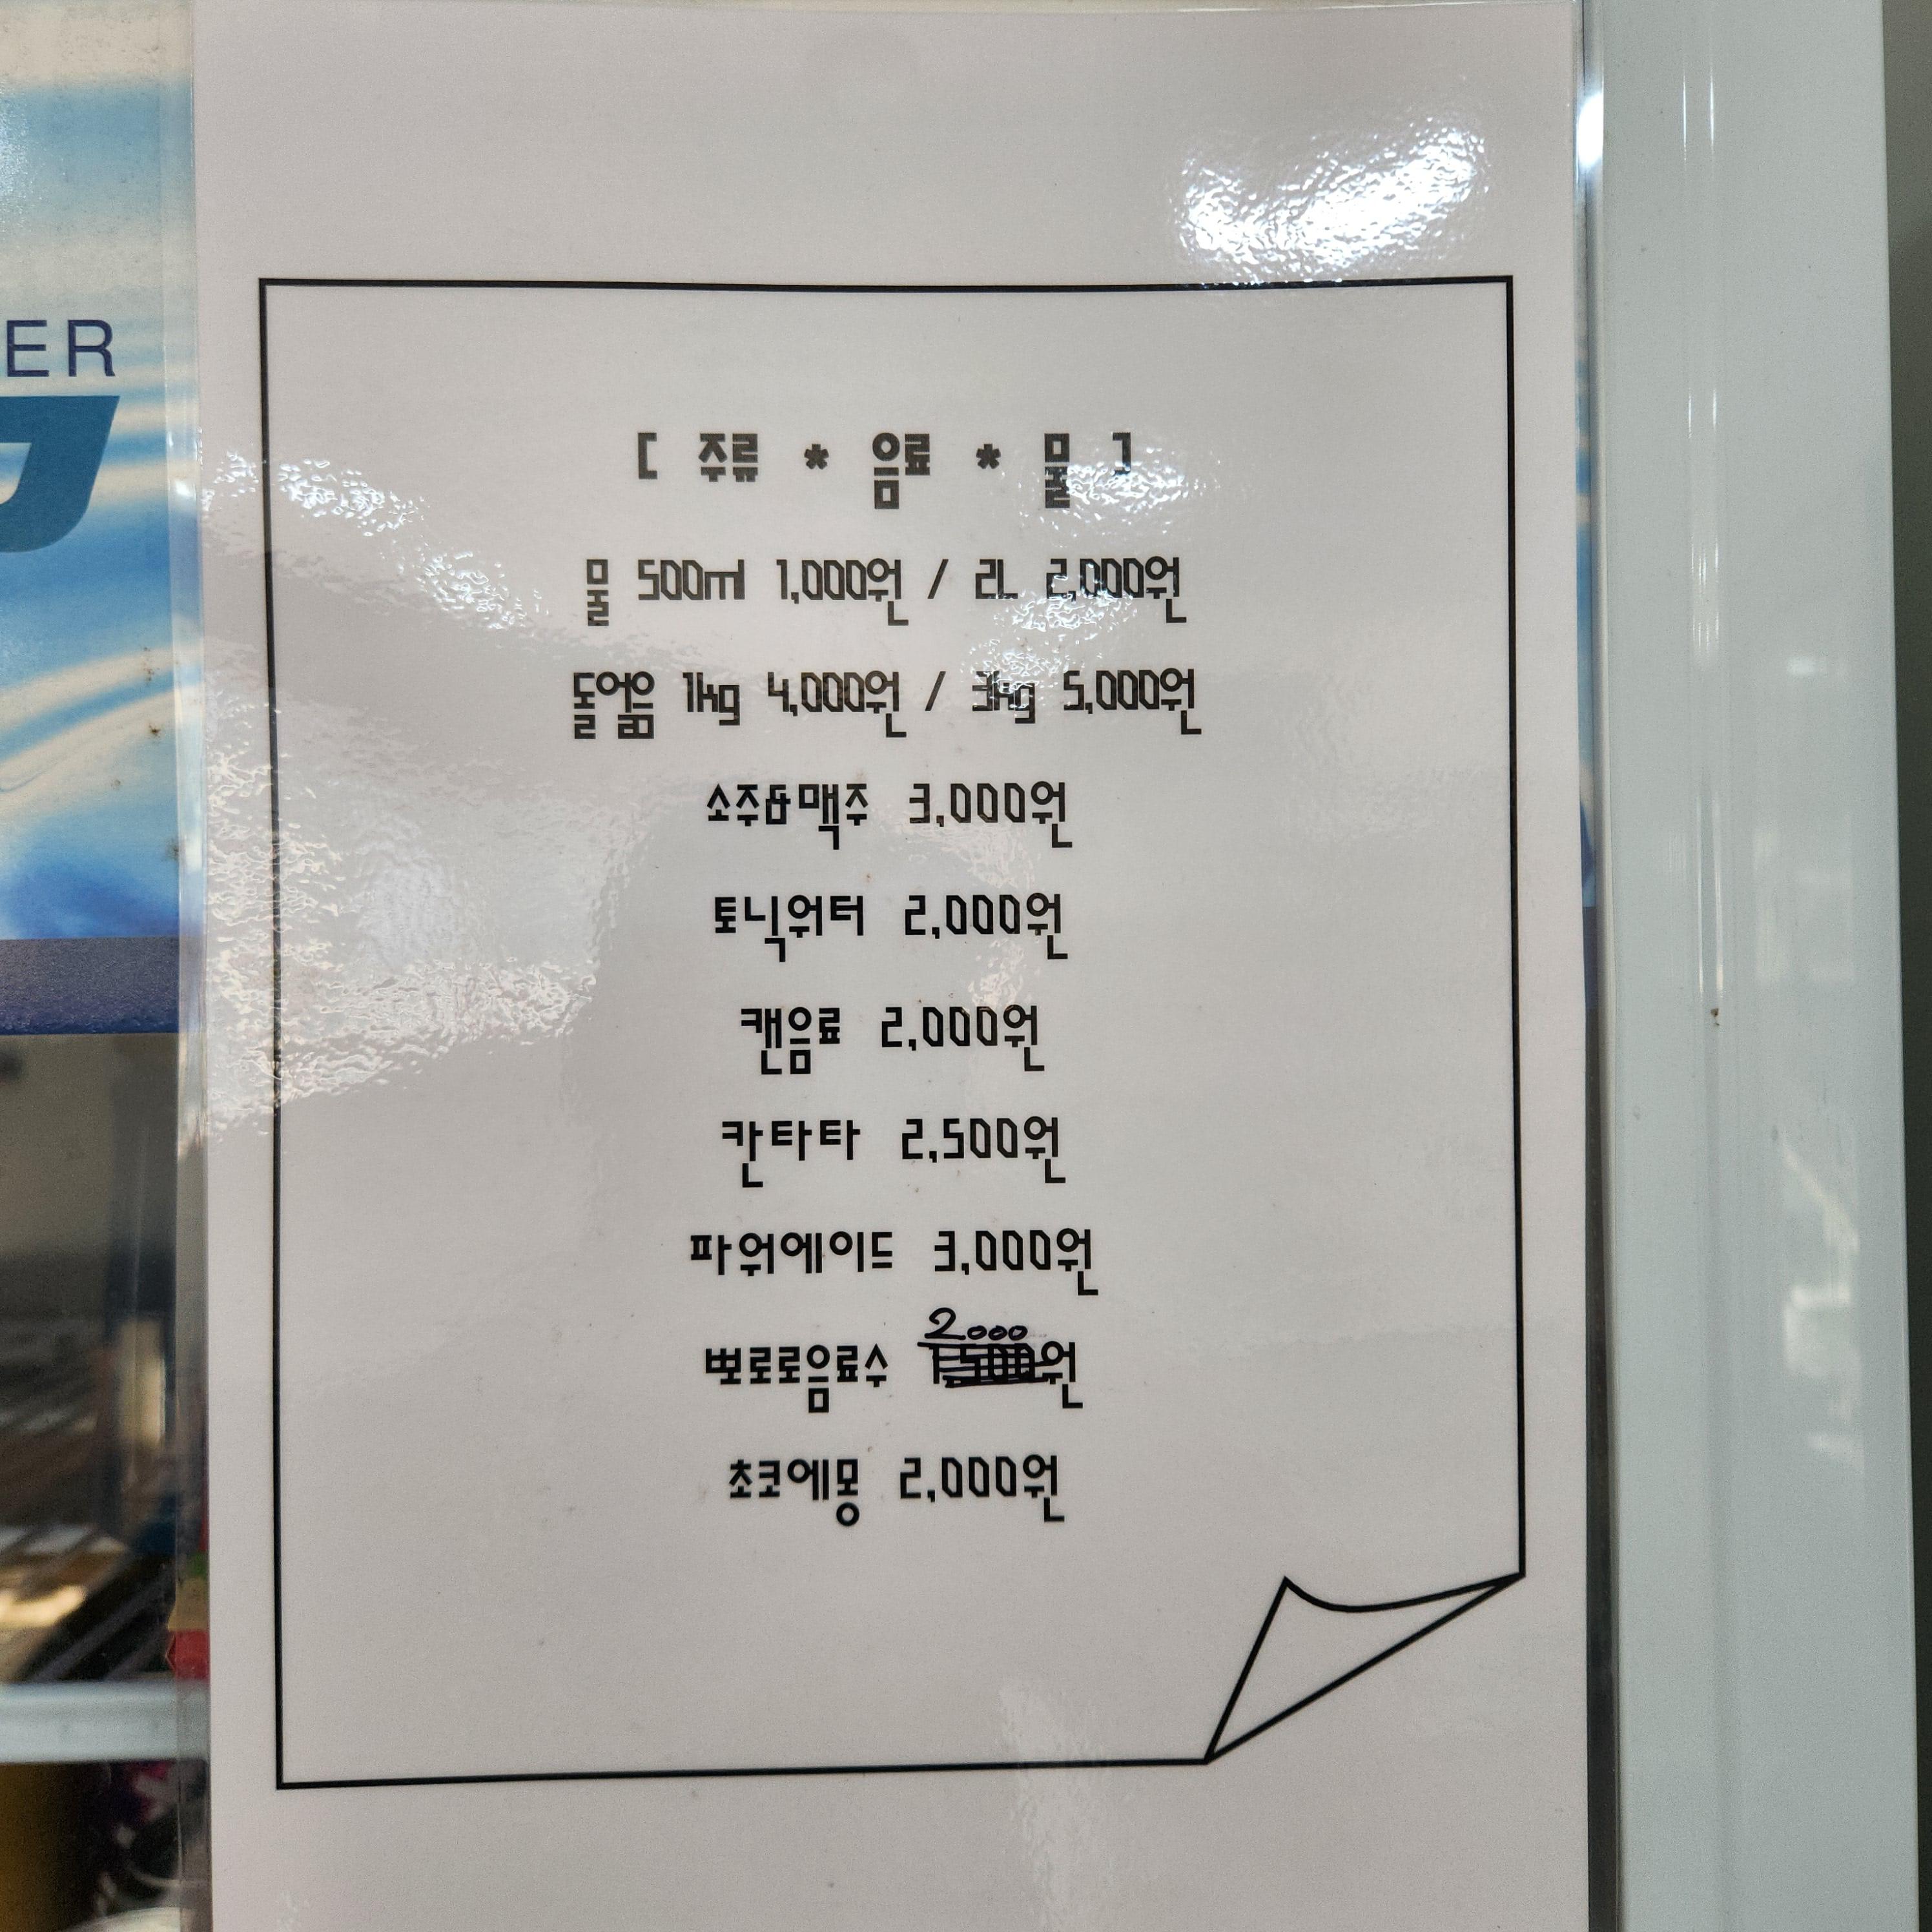 ER
[ 주류 * 음료 * 물 ]
물 500ml 1,000원 / 2L 2,000원
돌얾음 1kg 4,000원 / 3kg 5,000원
소주&맥주 3,000원
토닉워터 2,000원
캔음료 2,000원
칸타타 2,500원
파워에이드 3,000원
2000
뽀로로음료수 1,500원
초코에몽 2,000원